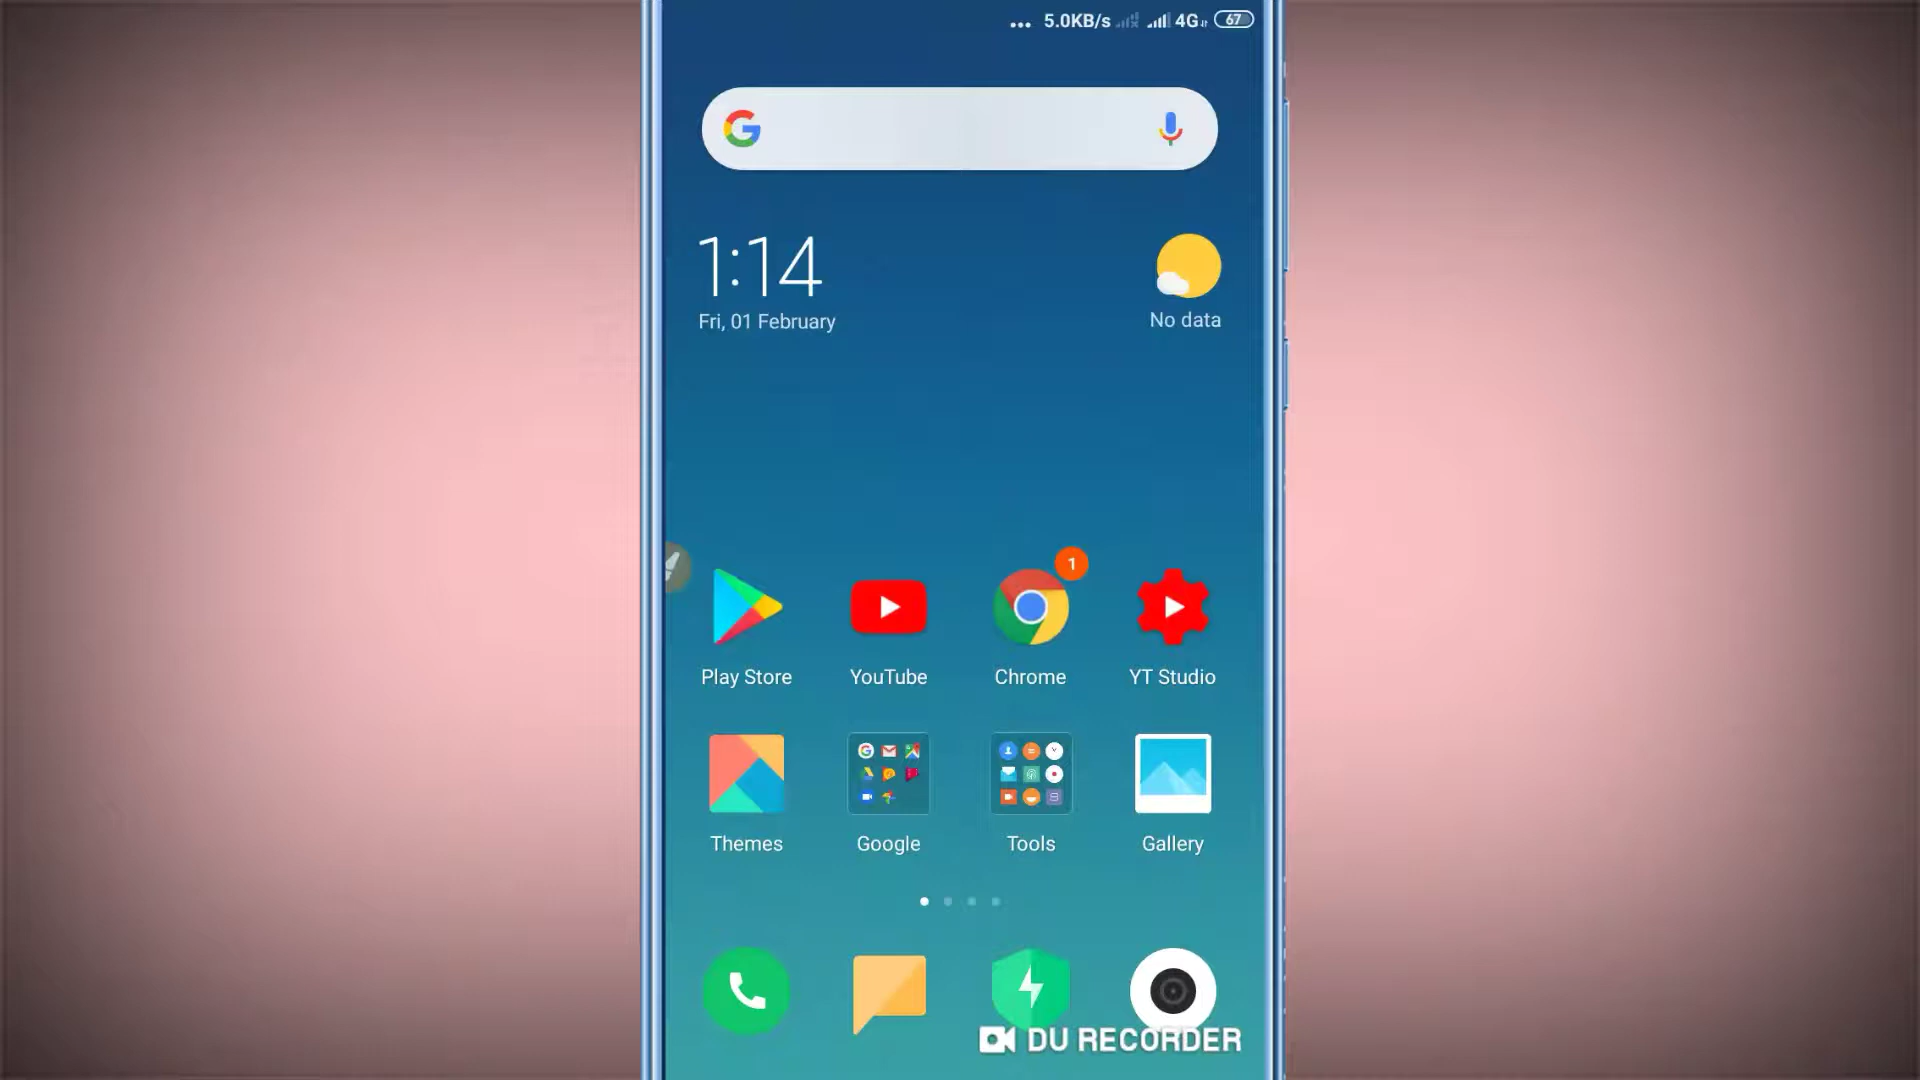 ... 5.0KB/s 4G 67
1:14
Fri, 01 February
No data
1
Play Store YouTube Chrome YT Studio
Themes Google Tools Gallery
DU RECORDER